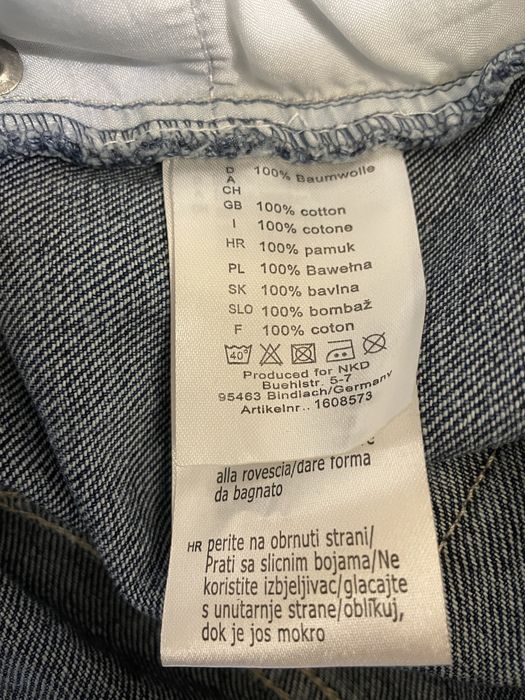 D
A 100% Baumwolle
CH
GB 100% cotton
I 100% cotone
HR 100% pamuk
PL 100% Bawełna
SK 100% bavlna
SLO 100% bombaž
F 100% coton
40°
Produced for NKD
Buehlstr. 5-7
95463 Bindlach/Germany
Artikelnr.. 1608573
alla rovescia/dare forma
da bagnato
HR perite na obrnuti strani/
Prati sa slicnim bojama/Ne
koristite izbjeljivac/glacajte
s unutarnje strane/oblikuj,
dok je jos mokro